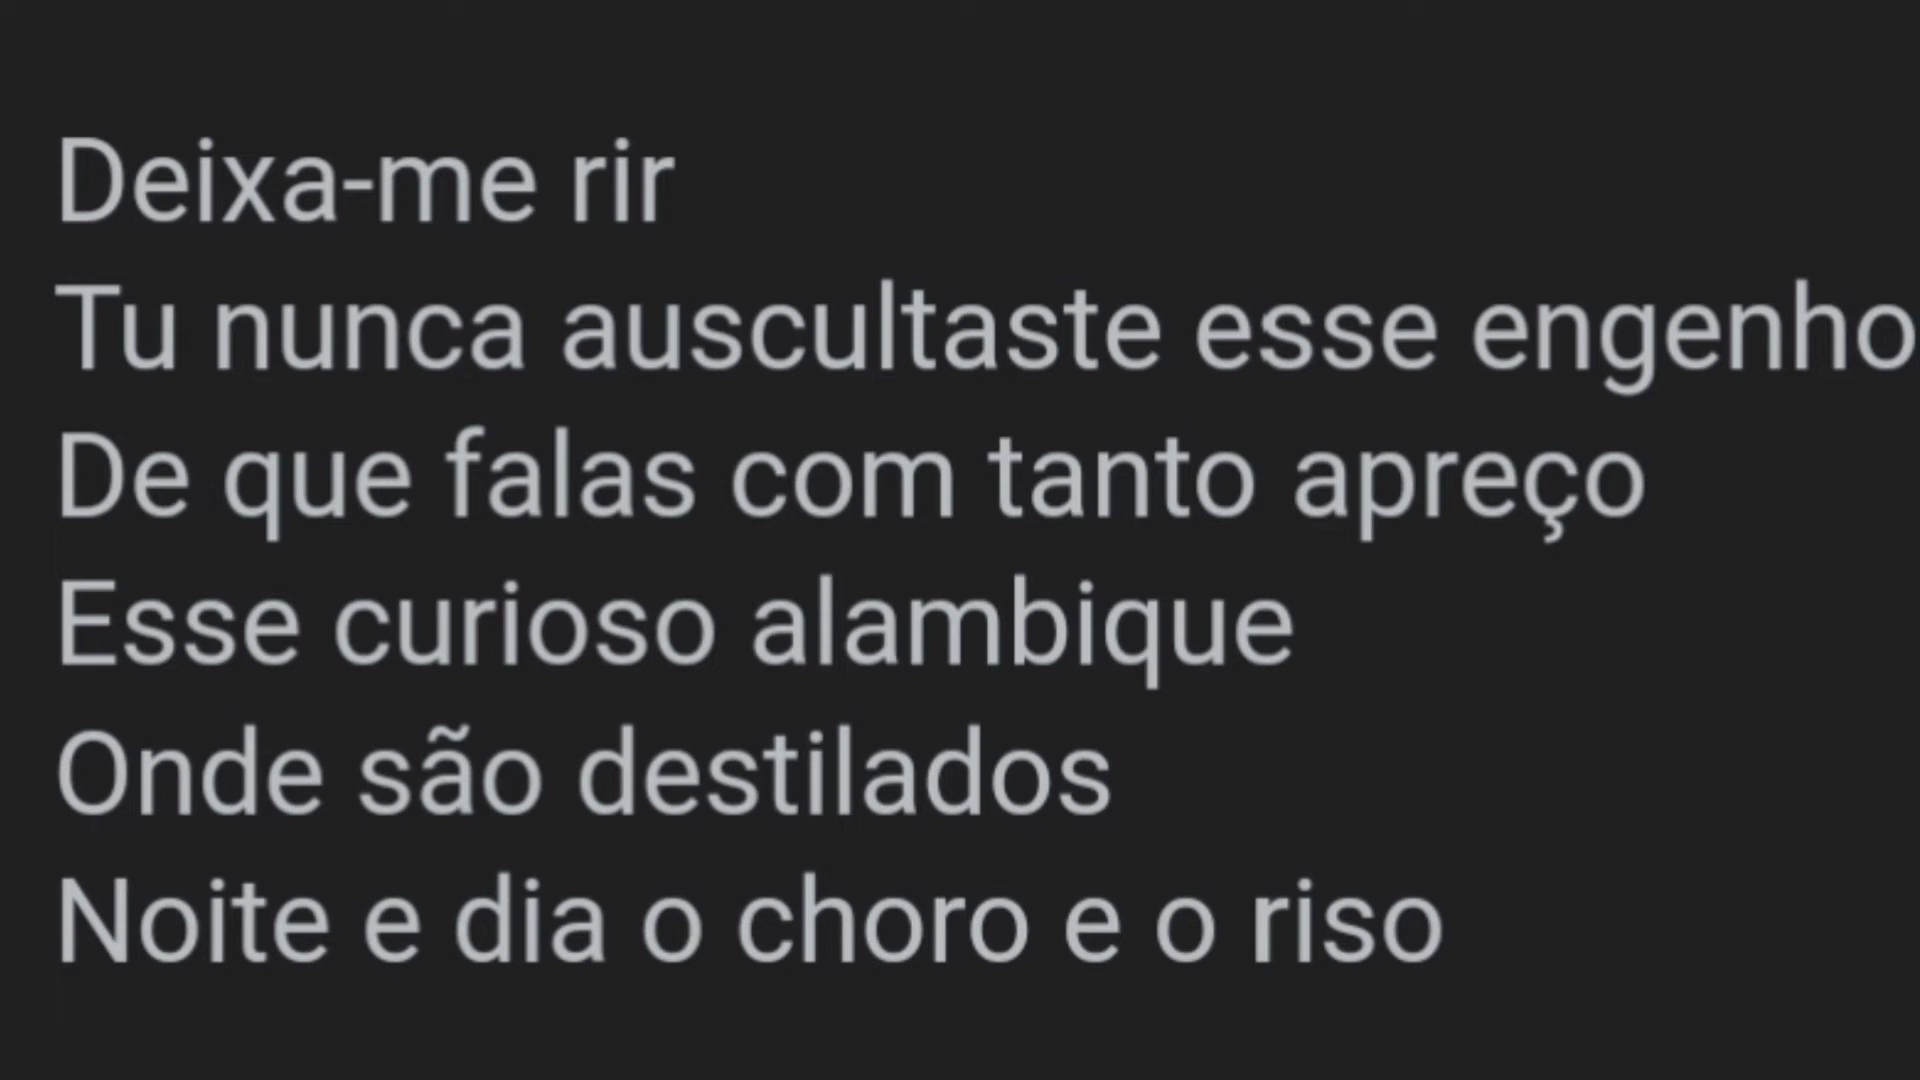 Deixa-me rir
Tu nunca auscultaste esse engenho
De que falas com tanto apreço
Esse curioso alambique
Onde são destilados
Noite e dia o choro e o riso